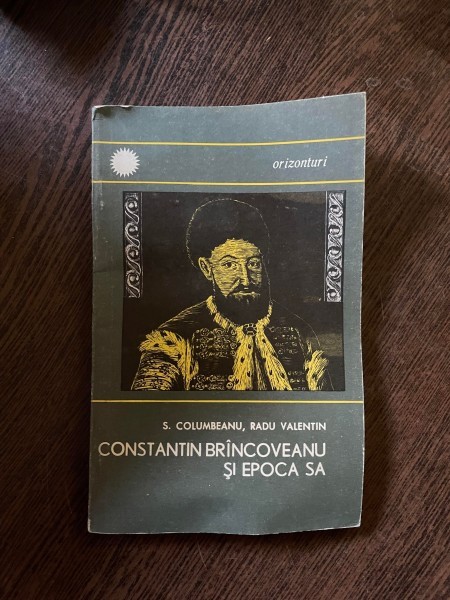 orizonturi
S. COLUMBEANU, RADU VALENTIN
CONSTANTIN BRÎNCOVEANU
ŞI EPOCA SA